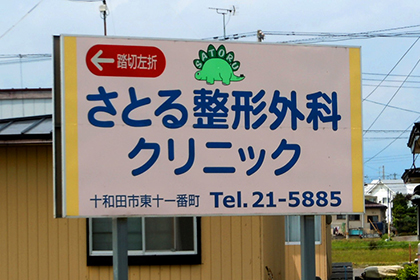 踏切左折
SATORU
さとる整形外科
クリニック
十和田市東十一番町 Tel.21-5885